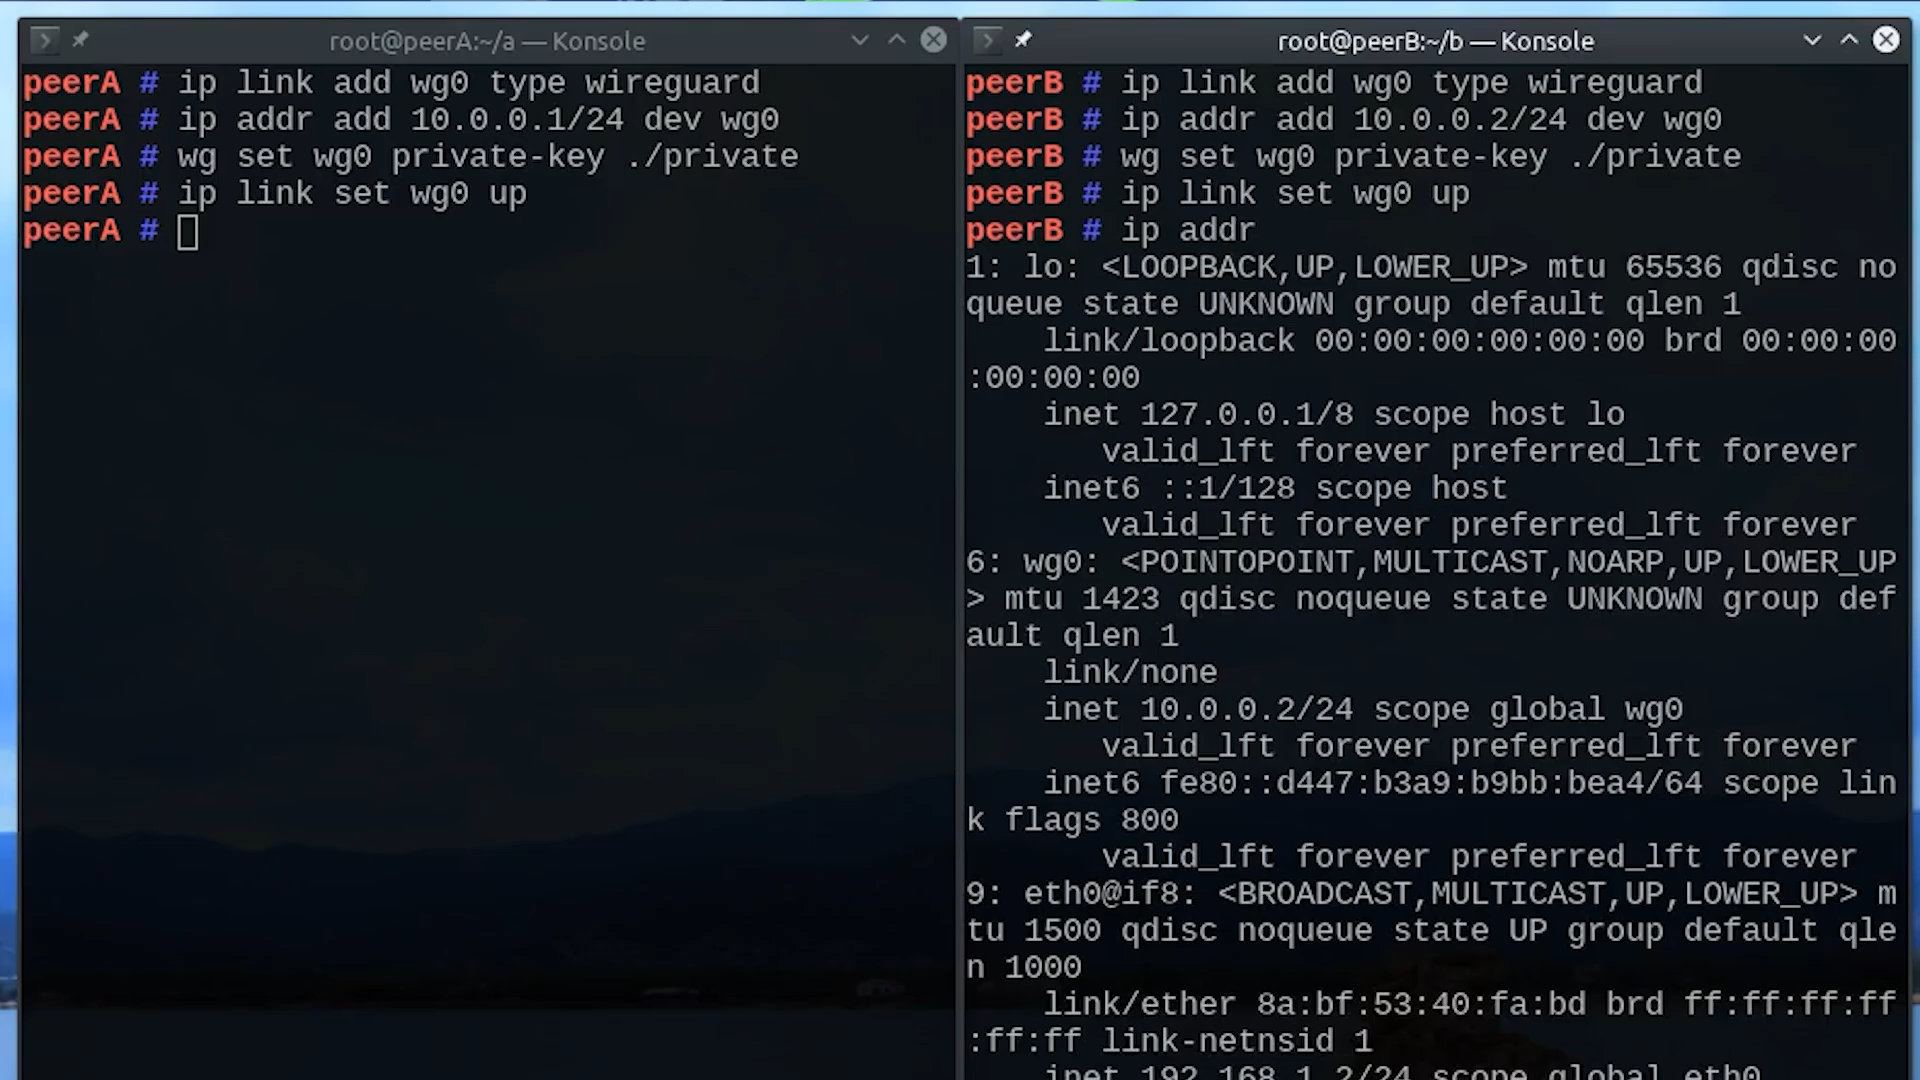 root@peerA:~/a — Konsole
peerA # ip link add wg0 type wireguard
peerA # ip addr add 10.0.0.1/24 dev wg0
peerA # wg set wg0 private-key ./private
peerA # ip link set wg0 up
peerA #
root@peerB:~/b — Konsole
peerB # ip link add wg0 type wireguard
peerB # ip addr add 10.0.0.2/24 dev wg0
peerB # wg set wg0 private-key ./private
peerB # ip link set wg0 up
peerB # ip addr
1: lo: <LOOPBACK,UP,LOWER_UP> mtu 65536 qdisc no
queue state UNKNOWN group default qlen 1
    link/loopback 00:00:00:00:00:00 brd 00:00:00
:00:00:00
    inet 127.0.0.1/8 scope host lo
       valid_lft forever preferred_lft forever
    inet6 ::1/128 scope host
       valid_lft forever preferred_lft forever
6: wg0: <POINTOPOINT,MULTICAST,NOARP,UP,LOWER_UP
> mtu 1423 qdisc noqueue state UNKNOWN group def
ault qlen 1
    link/none
    inet 10.0.0.2/24 scope global wg0
       valid_lft forever preferred_lft forever
    inet6 fe80::d447:b3a9:b9bb:bea4/64 scope lin
k flags 800
       valid_lft forever preferred_lft forever
9: eth0@if8: <BROADCAST,MULTICAST,UP,LOWER_UP> m
tu 1500 qdisc noqueue state UP group default qle
n 1000
    link/ether 8a:bf:53:40:fa:bd brd ff:ff:ff:ff
:ff:ff link-netnsid 1
    inet 192.168.1.2/24 scope global eth0